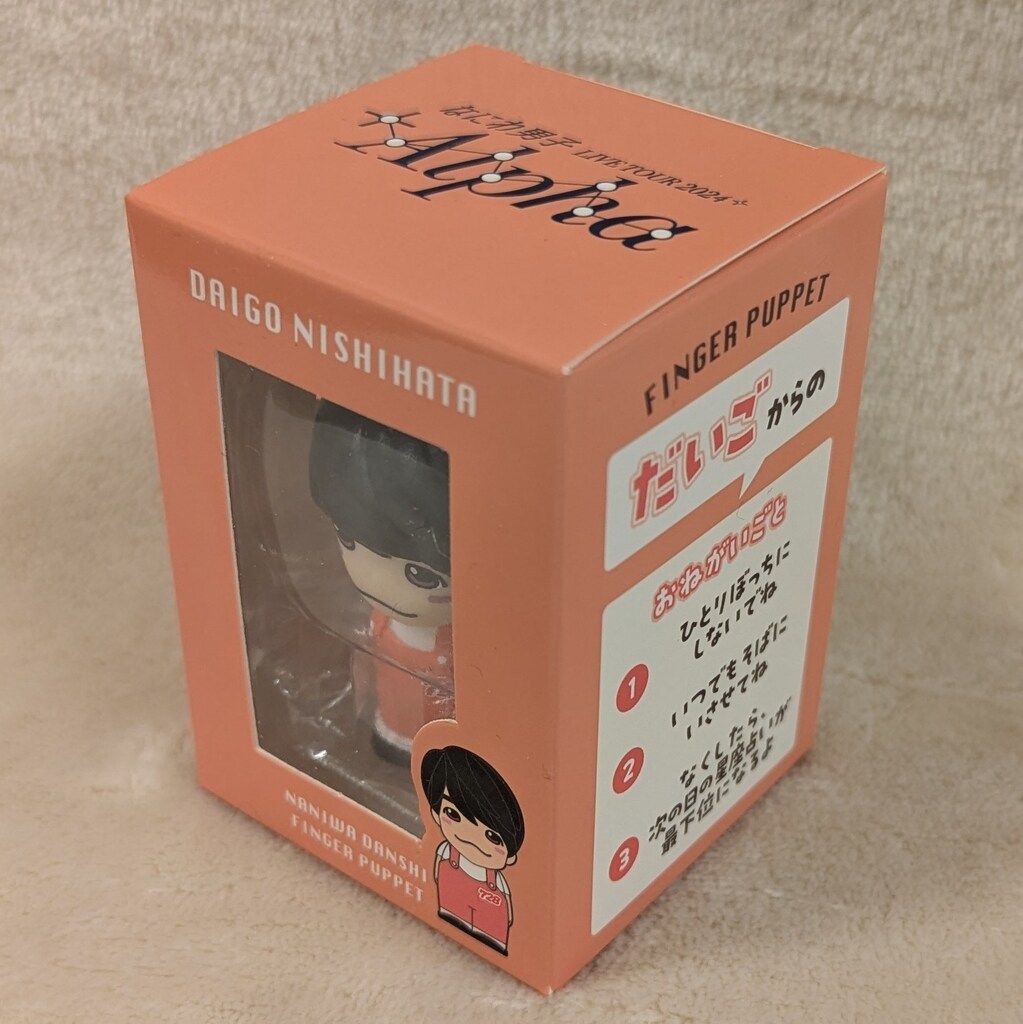 なにわ男子 LIVE TOUR 2024
+Alpha
DAIGO NISHIHATA
NANIWA DANSHI
FINGER PUPPET
728
FINGER PUPPET
だいごからの
おねがいごと
1 ひとりぼっちに
しないでね
2 いつでもそばに
いさせてね
3 なくしたら、
次の日の星座占いが
最下位になるよ